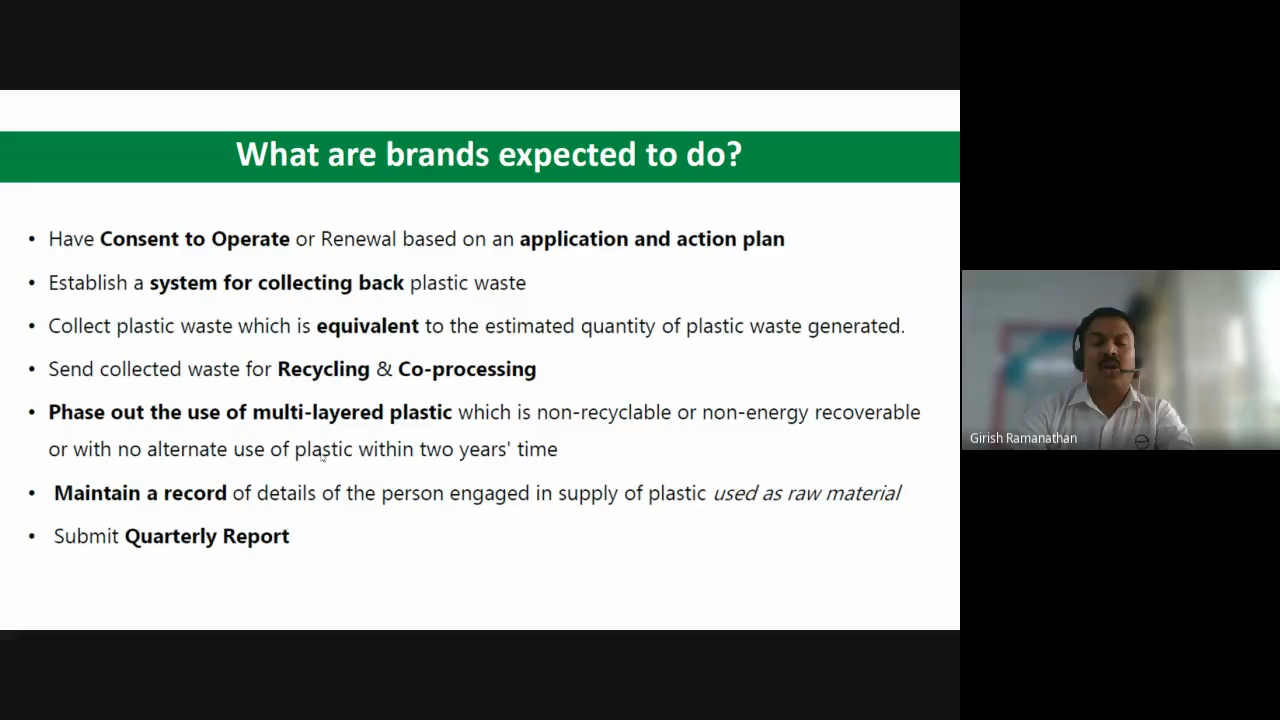 What are brands expected to do?
• Have Consent to Operate or Renewal based on an application and action plan
• Establish a system for collecting back plastic waste
• Collect plastic waste which is equivalent to the estimated quantity of plastic waste generated.
• Send collected waste for Recycling & Co-processing
• Phase out the use of multi-layered plastic which is non-recyclable or non-energy recoverable
or with no alternate use of plastic within two years' time
• Maintain a record of details of the person engaged in supply of plastic used as raw material
• Submit Quarterly Report
Girish Ramanathan